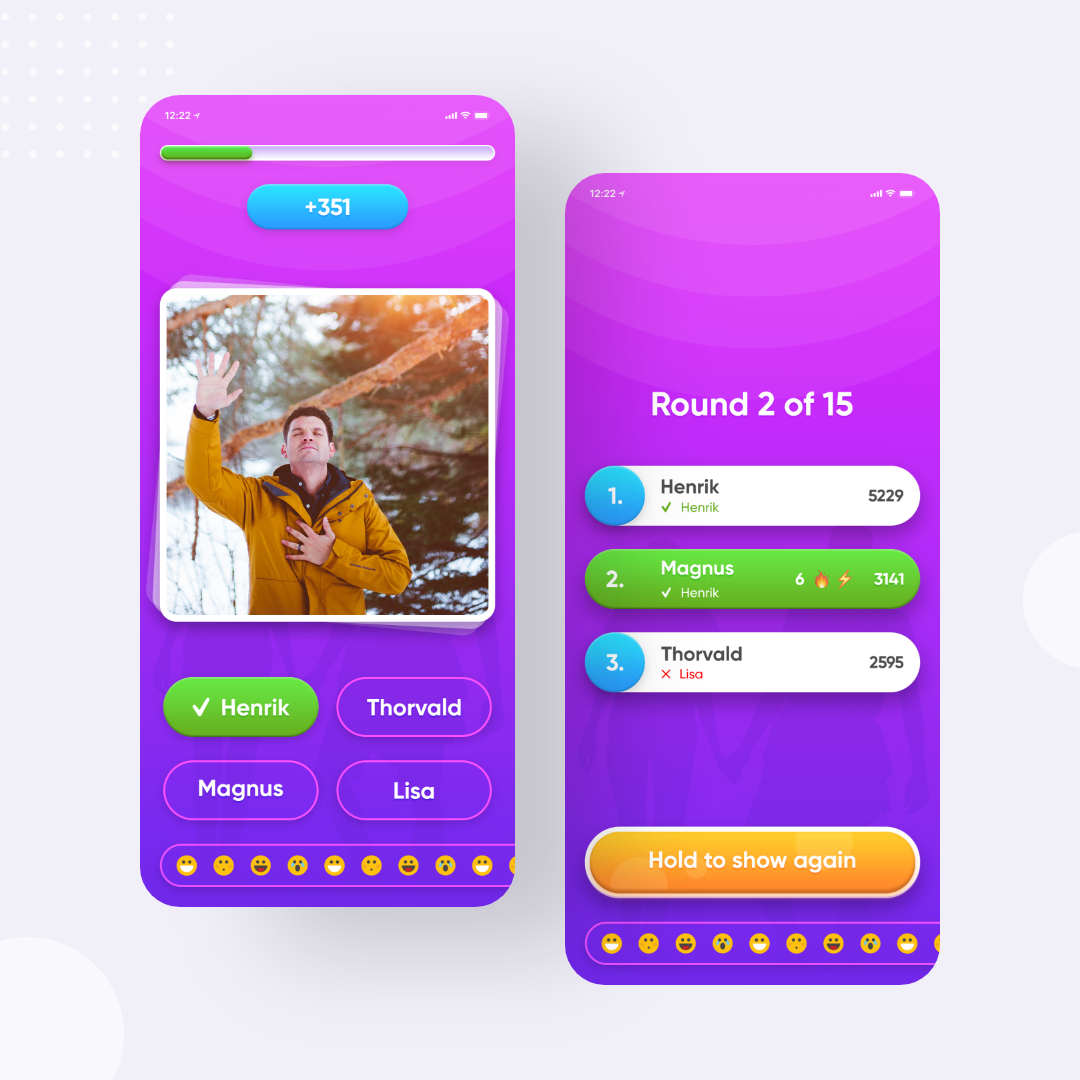 12:22
+351
Henrik
Thorvald
Magnus
Lisa
12:22
Round 2 of 15
1.
Henrik
Henrik
5229
2.
Magnus
Henrik
6
3141
3.
Thorvald
Lisa
2595
Hold to show again